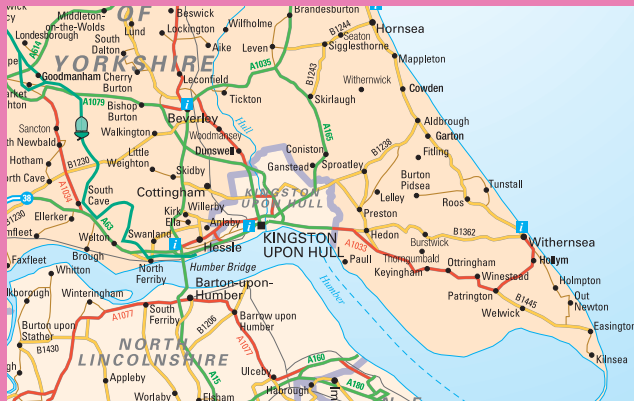 Middleton-
on-the-Wolds
OF
YORKSHIRE
Beswick
Wilfholme
Brandesburton
B1244
Hornsea
Londesborough
A614
Lund
Lockington
South
Dalton
Aike
Leven
Seaton
Sigglesthorne
Mappleton
Goodmanham
Cherry
Burton
Leconfield
A1035
B1243
Withernwick
Cowden
A1079
Bishop
Burton
Tickton
Skirlaugh
Beverley
Hull
A165
Aldbrough
Garton
Sancton
Walkington
Woodmansey
North Newbald
Dunswell
Coniston
B1238
Fitling
Hotham
B1230
Little
Weighton
Skidby
Ganstead
Sproatley
Burton
Pidsea
Tunstall
North Cave
A1034
South
Cave
Cottingham
KINGSTON
UPON HULL
Lelley
Roos
38
B1230
Ellerker
Kirk
Ella
Willerby
Anlaby
Preston
A63
Welton
Swanland
Hessle
KINGSTON
UPON HULL
Hedon
B1362
Withernsea
A1033
Burstwick
Thorngumbald
Hollym
Faxfleet
Brough
North
Ferriby
Humber Bridge
Paull
Keyingham
Ottringham
Winestead
Holmpton
Whitton
Barton-upon-
Humber
Humber
Patrington
B1445
Out
Newton
Welwick
Winteringham
A1077
South
Ferriby
B1206
Barrow upon
Humber
Easington
Burton upon
Stather
B1430
NORTH
LINCOLNSHIRE
A1077
Kilnsea
A160
Appleby
A15
Ulceby
Habrough
A180
Worlaby
Elsham